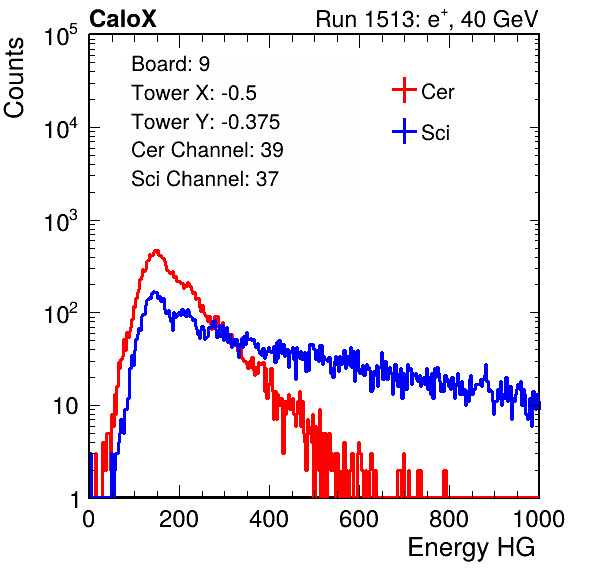 CaloX Run 1513: e⁺, 40 GeV
Counts
Board: 9
Tower X: -0.5
Tower Y: -0.375
Cer Channel: 39
Sci Channel: 37
Cer
Sci
10⁵
10⁴
10³
10²
10
1
0 200 400 600 800 1000
Energy HG